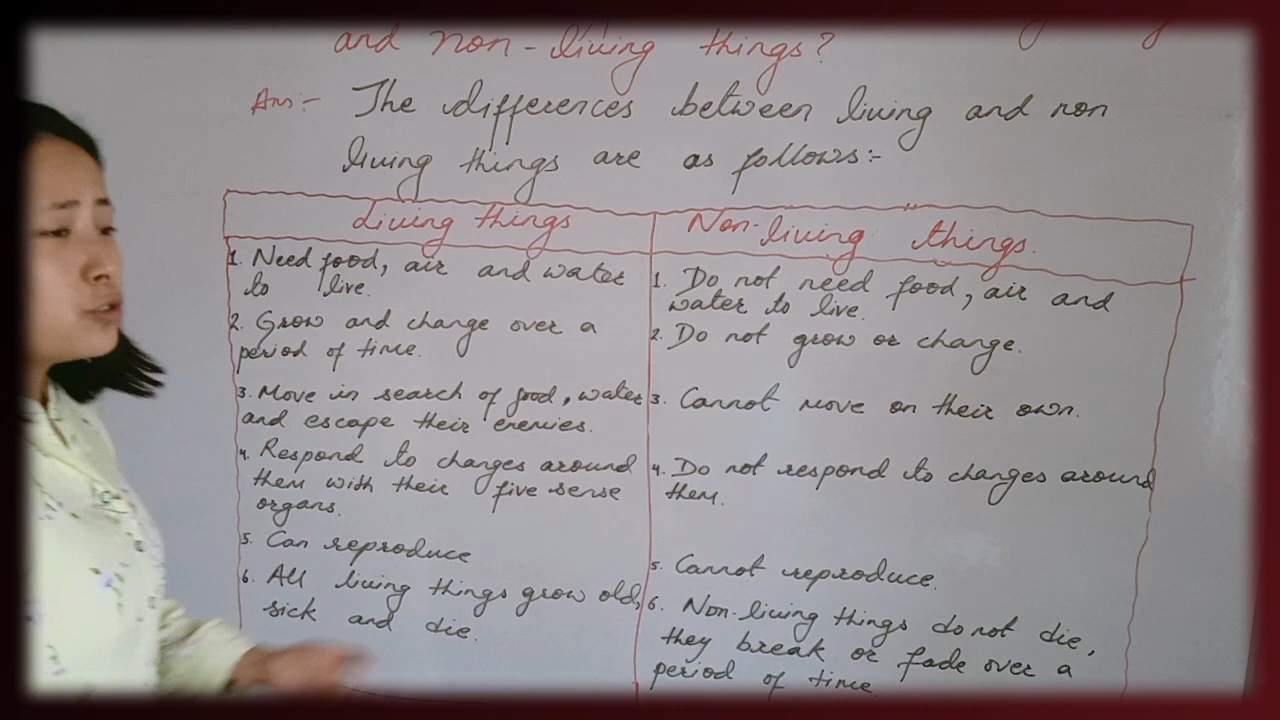 and non-living things?
Ans:- The differences between living and non
living things are as follows:-
Living things
1. Need food, air and water
to live.
2. Grow and change over a
period of time.
3. Move in search of food, water
and escape their enemies.
4. Respond to changes around
them with their five sense
organs.
5. Can reproduce
6. All living things grow old,
sick and die.
Non-living things.
1. Do not need food, air and
water to live.
2. Do not grow or change.
3. Cannot move on their own.
4. Do not respond to changes around
them.
5. Cannot reproduce.
6. Non-living things do not die,
they break or fade over a
period of time.